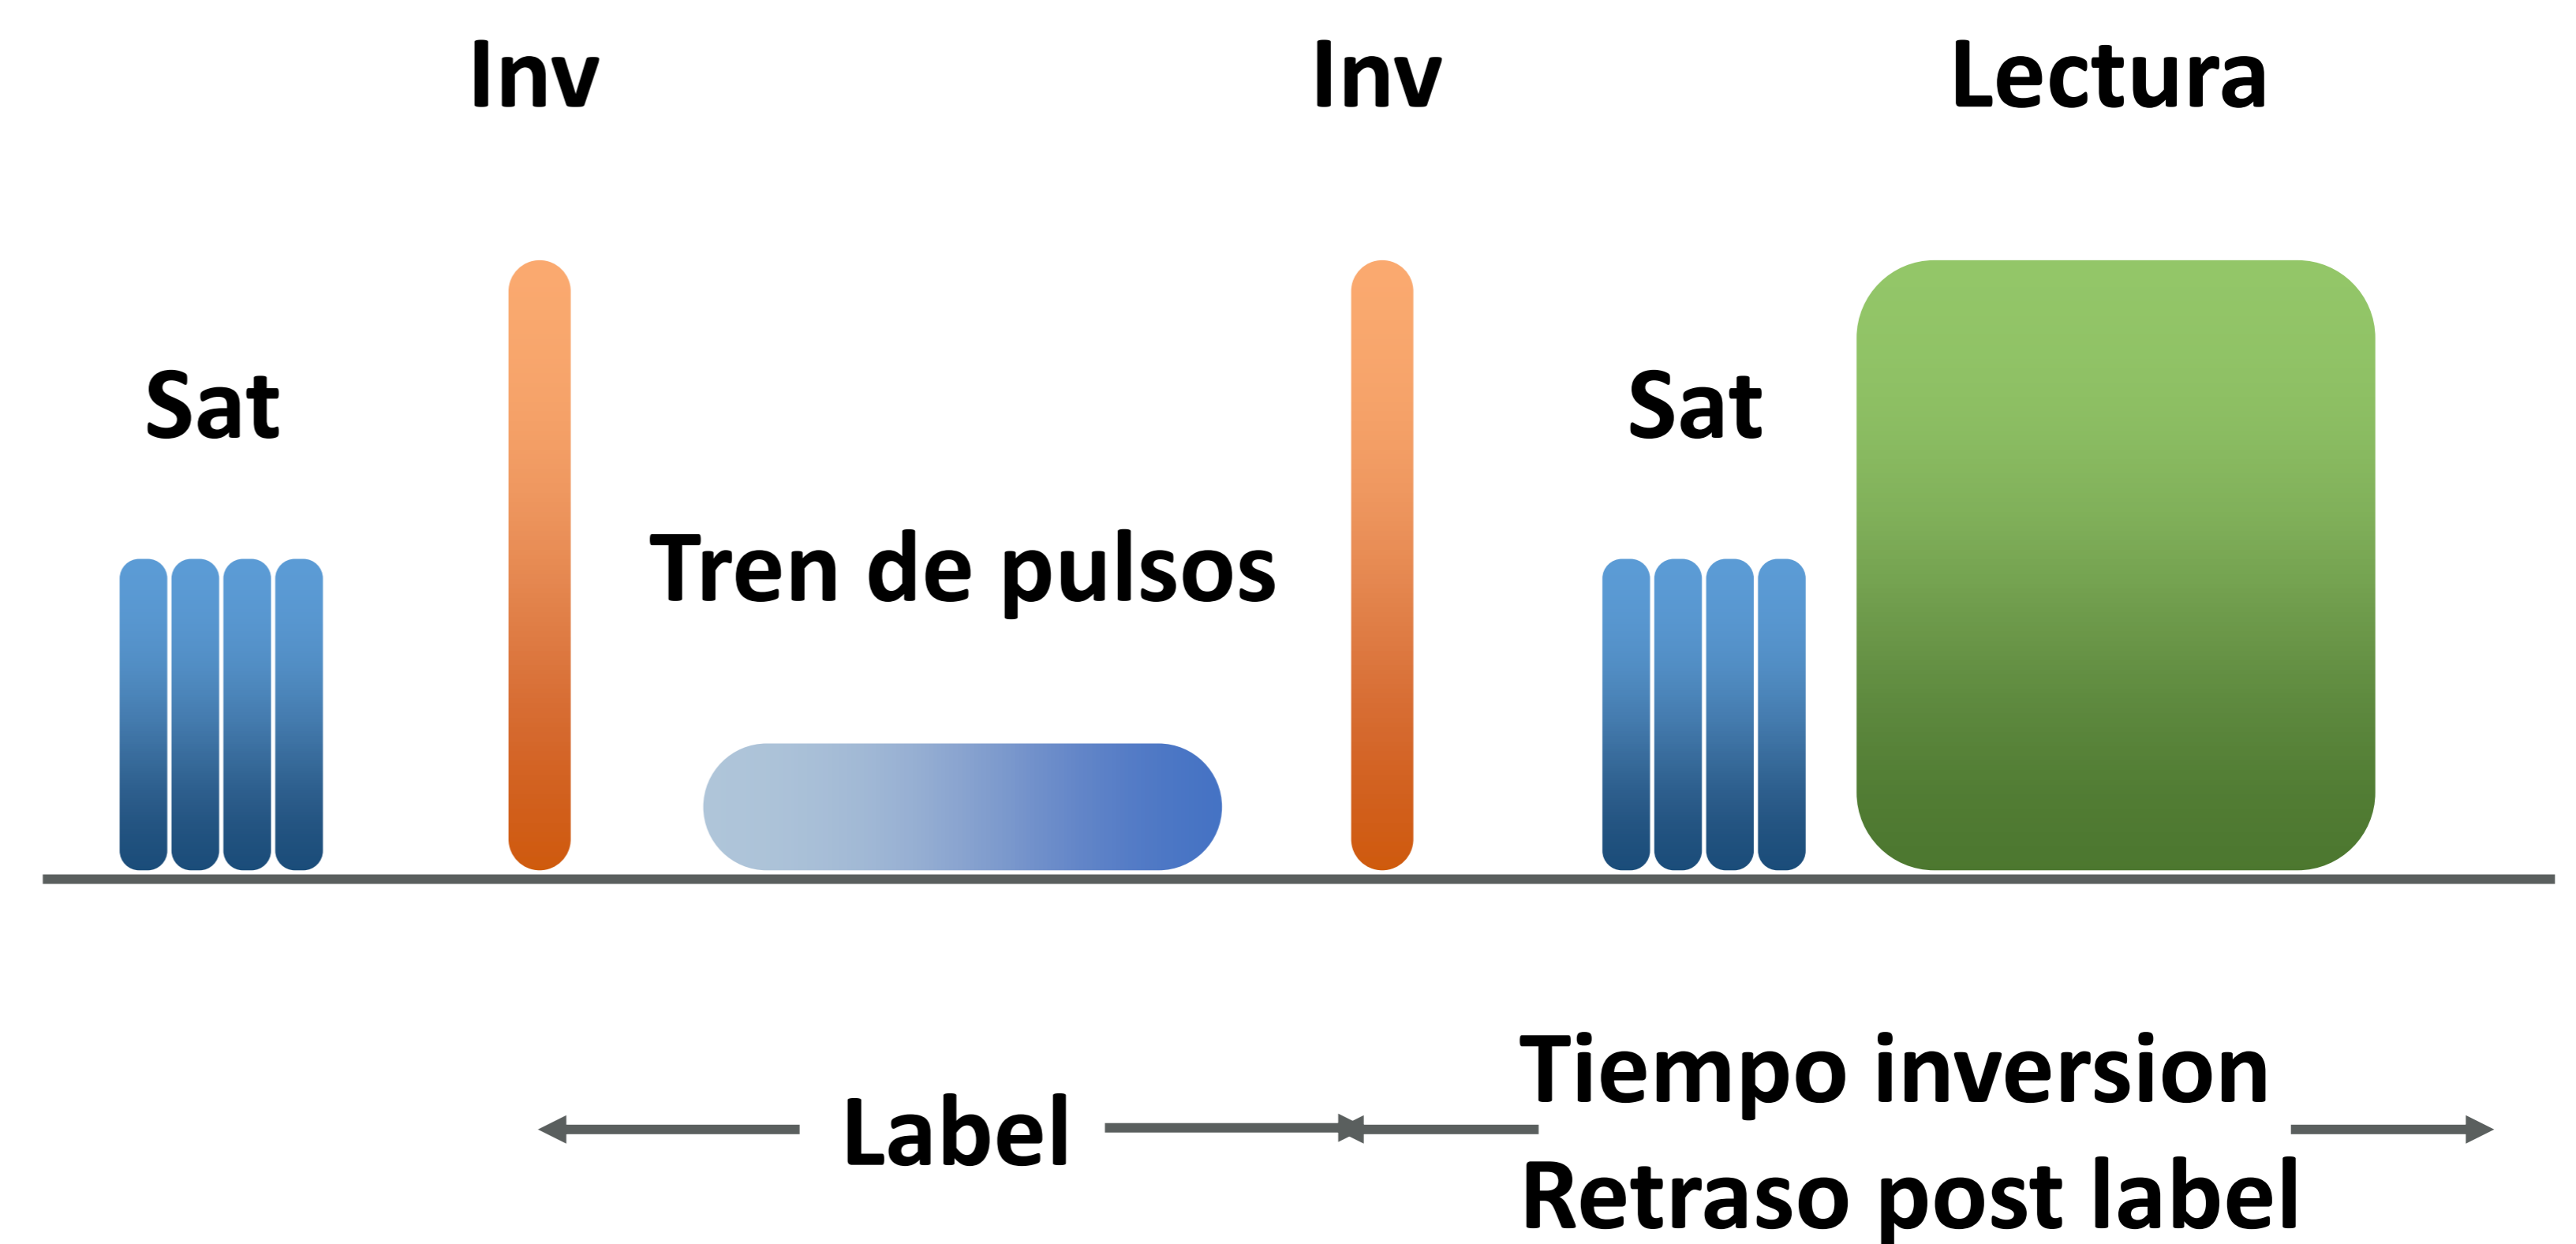 Inv
Inv
Lectura
Sat
Sat
Tren de pulsos
Label
Tiempo inversion
Retraso post label